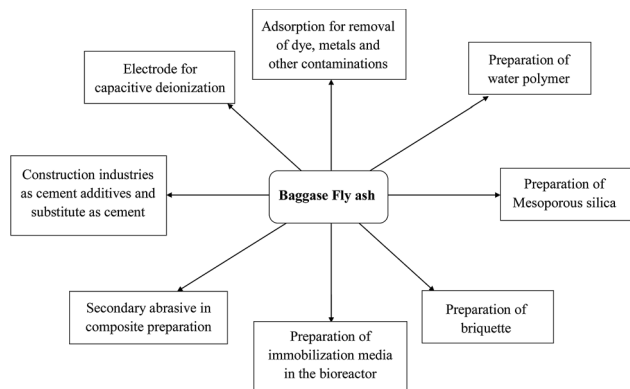 Adsorption for removal
of dye, metals and
other contaminations
Electrode for
capacitive deionization
Preparation of
water polymer
Construction industries
as cement additives and
substitute as cement
Baggase Fly ash
Preparation of
Mesoporous silica
Secondary abrasive in
composite preparation
Preparation of
immobilization media
in the bioreactor
Preparation of
briquette